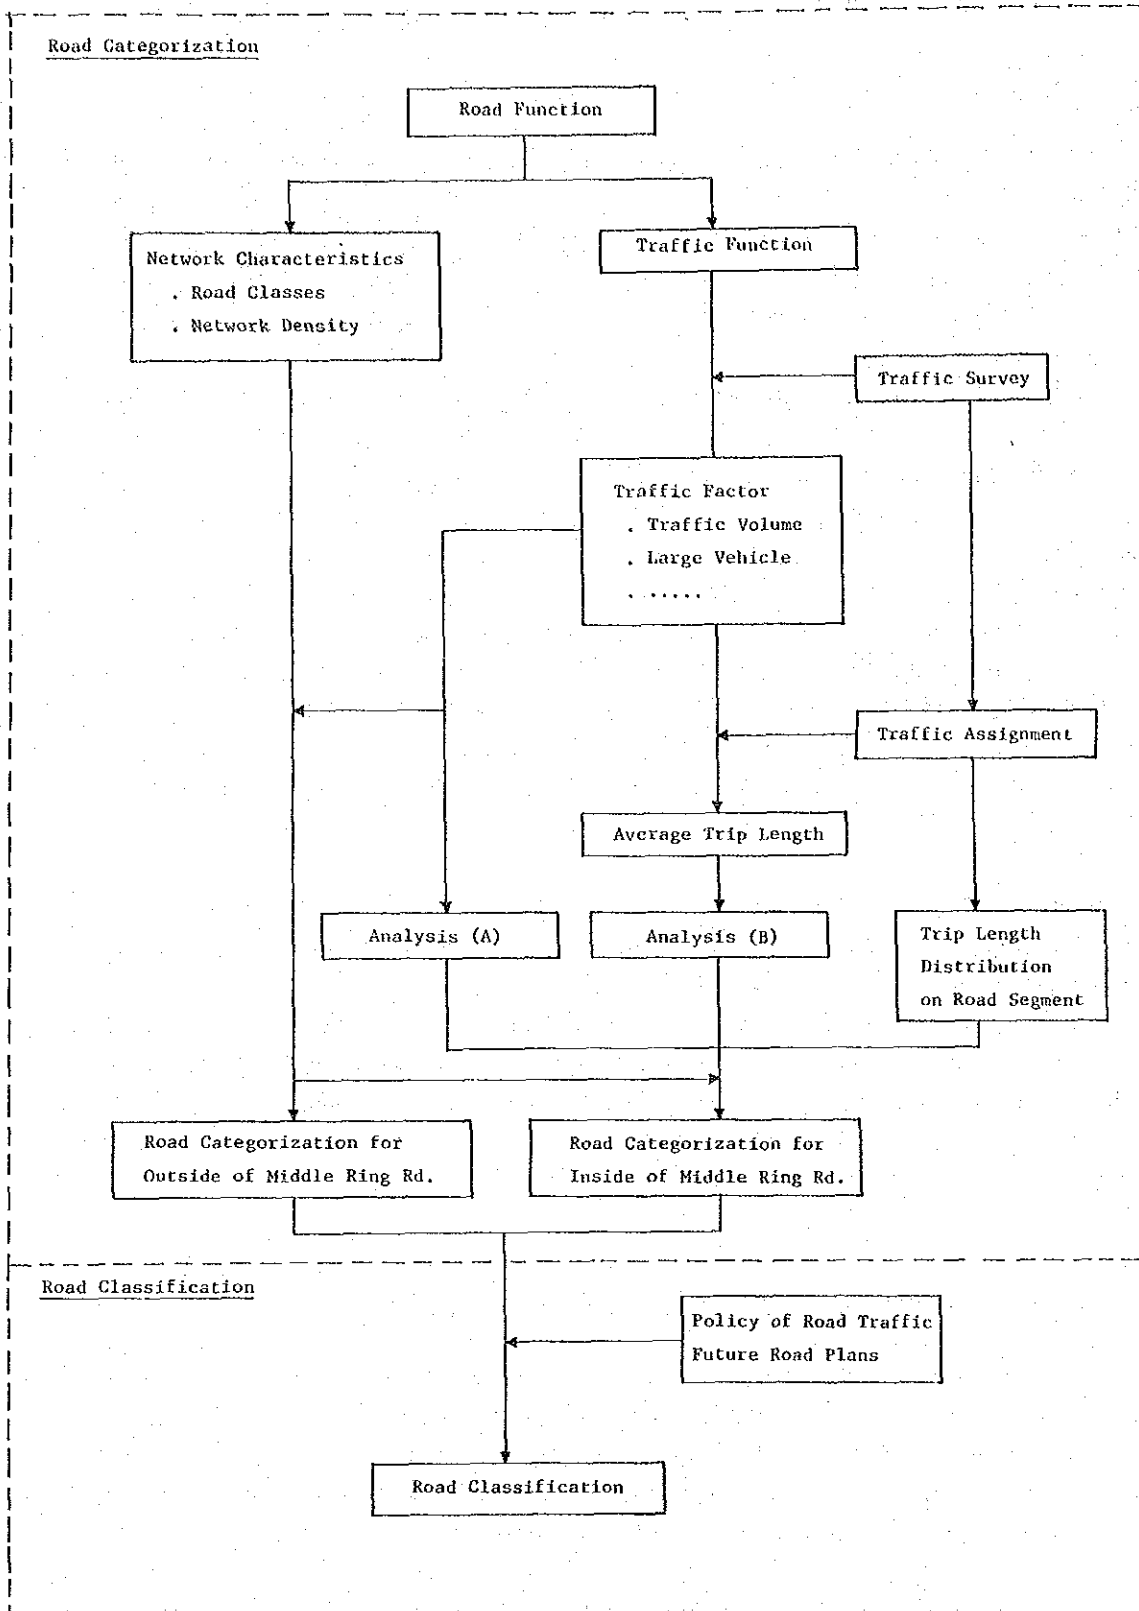 Road Categorization
Road Function
Network Characteristics
. Road Classes
. Network Density
Traffic Function
Traffic Survey
Traffic Factor
. Traffic Volume
. Large Vehicle
. .....
Traffic Assignment
Average Trip Length
Analysis (A)
Analysis (B)
Trip Length
Distribution
on Road Segment
Road Categorization for
Outside of Middle Ring Rd.
Road Categorization for
Inside of Middle Ring Rd.
Road Classification
Policy of Road Traffic
Future Road Plans
Road Classification